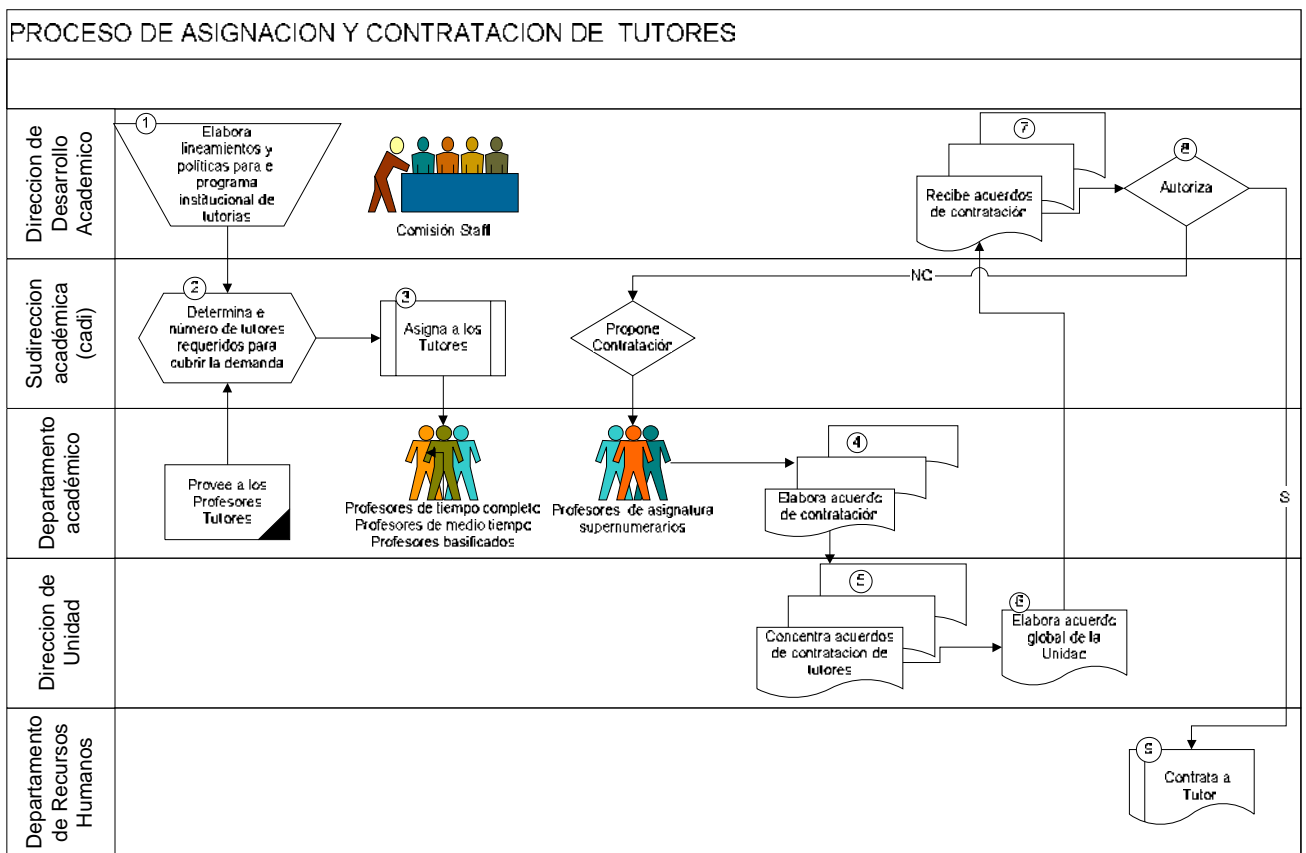 PROCESO DE ASIGNACION Y CONTRATACION DE TUTORES
Direccion de
Desarrollo
Academico
1
Elabora
lineamientos y
políticas para e
programa
institucional de
tutorias
Comisión Staff
7
Recibe acuerdos
de contratación
8
Autoriza
Sudireccion
académica
(cadi)
2
Determina e
número de tutores
requeridos para
cubrir la demanda
3
Asigna a los
Tutores
Propone
Contratación
NO
Departamento
académico
Provee a los
Profesores
Tutores
Profesores de tiempo completo
Profesores de medio tiempo
Profesores basificados
Profesores de asignatura
supernumerarios
4
Elabora acuerdo
de contratación
S
Direccion de
Unidad
5
Concentra acuerdos
de contratacion de
tutores
6
Elabora acuerdo
global de la
Unidad
Departamento
de Recursos
Humanos
9
Contrata a
Tutor